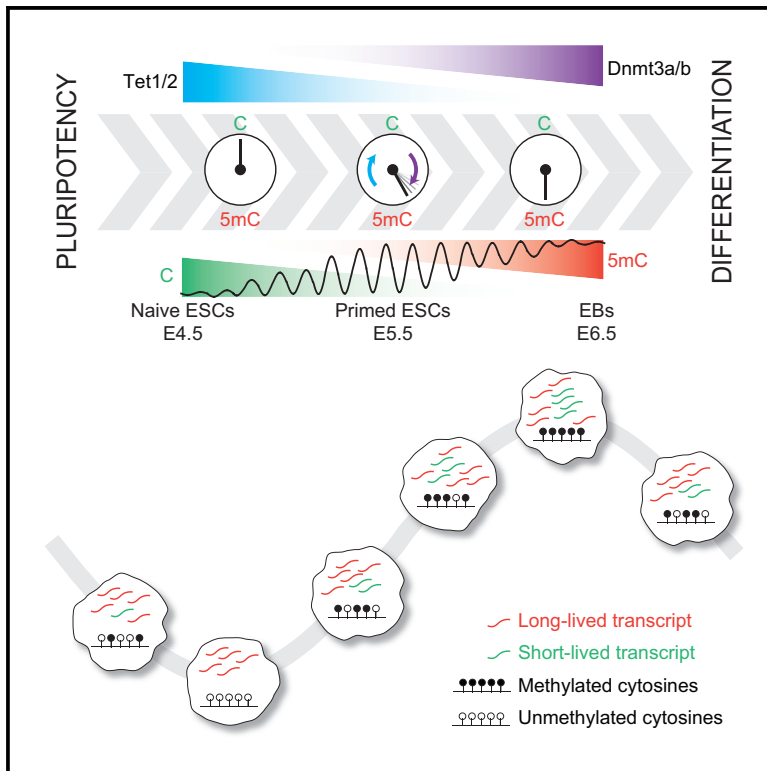 PLURIPOTENCY
DIFFERENTIATION
Tet1/2
Dnmt3a/b
C
C
C
5mC
5mC
5mC
C
5mC
Naive ESCs
E4.5
Primed ESCs
E5.5
EBs
E6.5
Long-lived transcript
Short-lived transcript
Methylated cytosines
Unmethylated cytosines